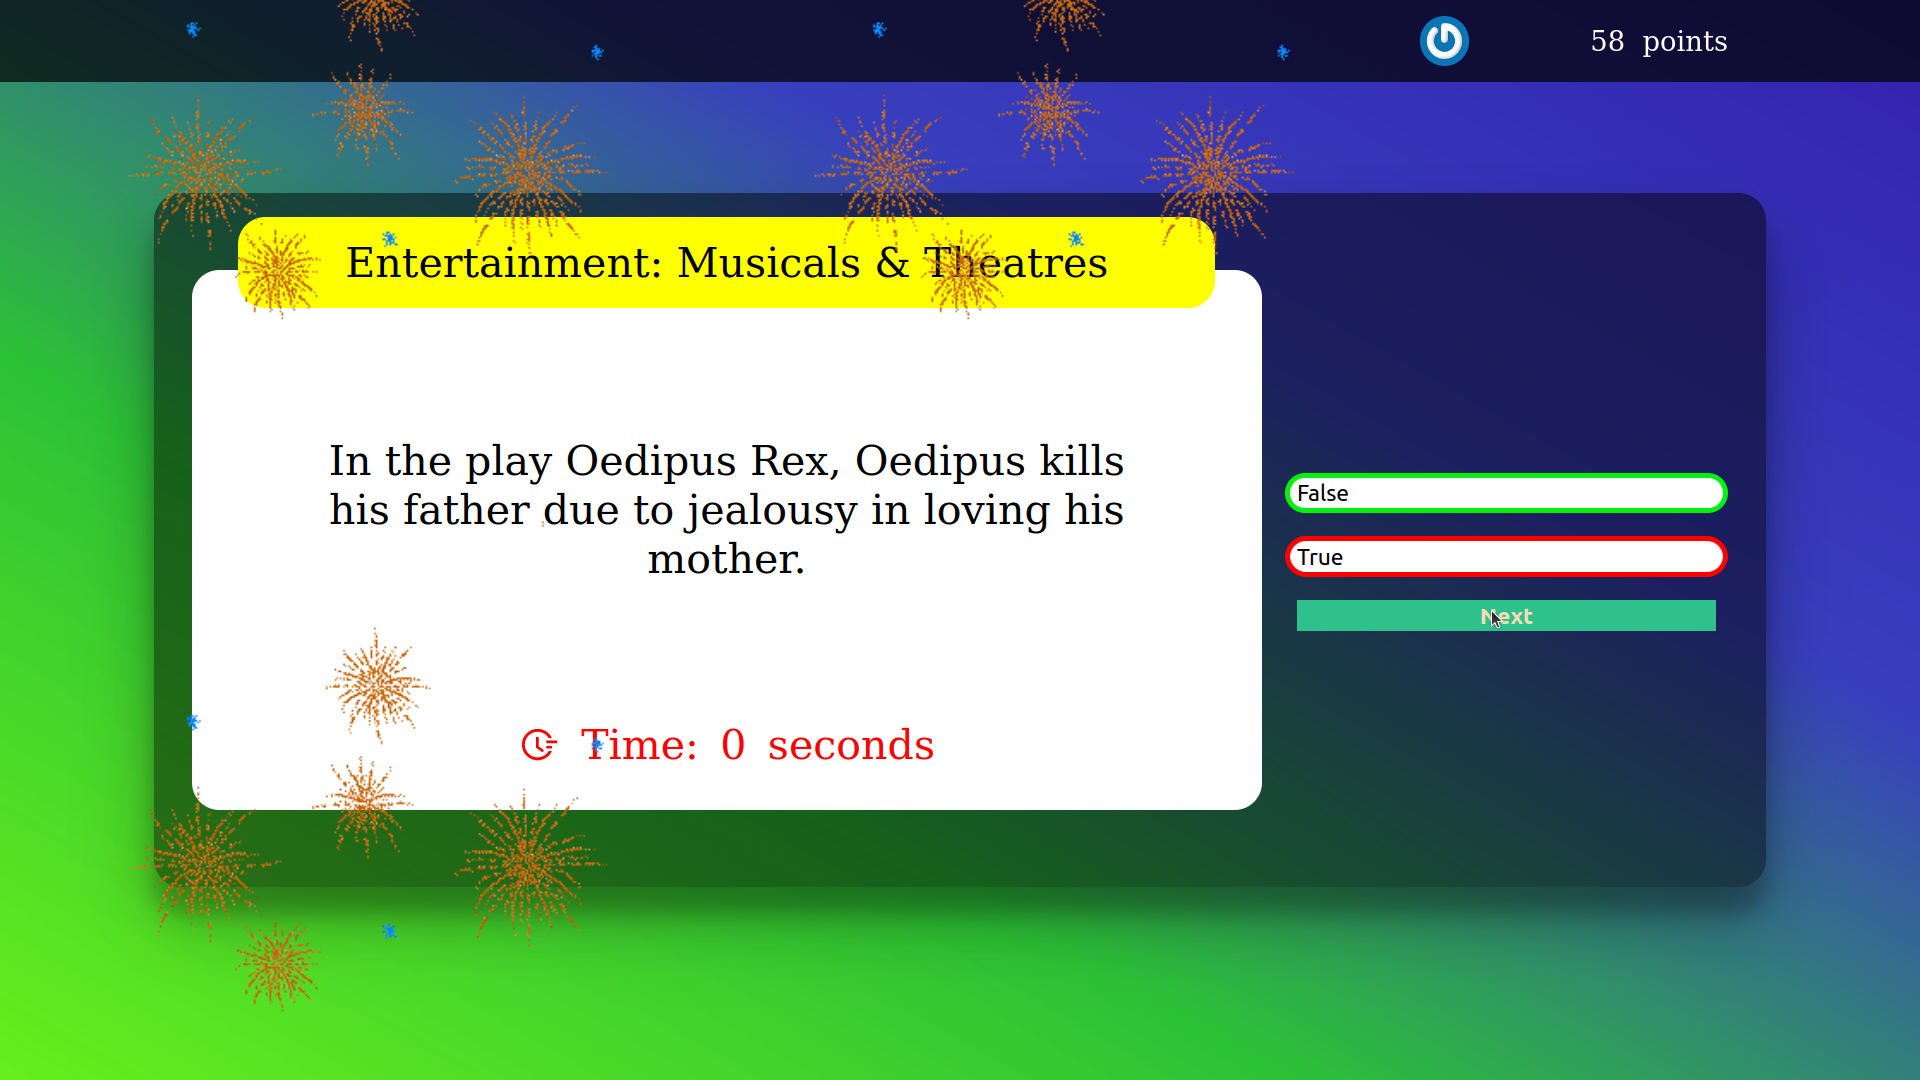 58 points
Entertainment: Musicals & Theatres
In the play Oedipus Rex, Oedipus kills
his father due to jealousy in loving his
mother.
False
True
Next
Time: 0 seconds